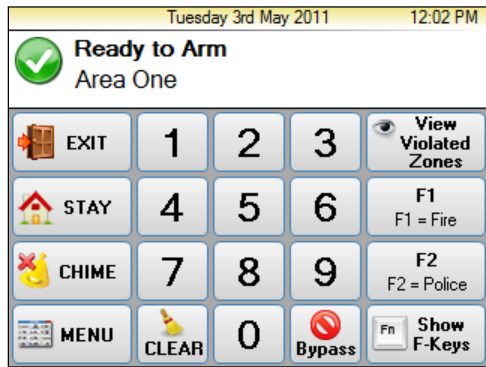 Tuesday 3rd May 2011 12:02 PM
Ready to Arm
Area One
EXIT 1 2 3 View
Violated
Zones
STAY 4 5 6 F1
F1 = Fire
CHIME 7 8 9 F2
F2 = Police
MENU CLEAR 0 Bypass Fn Show
F-Keys